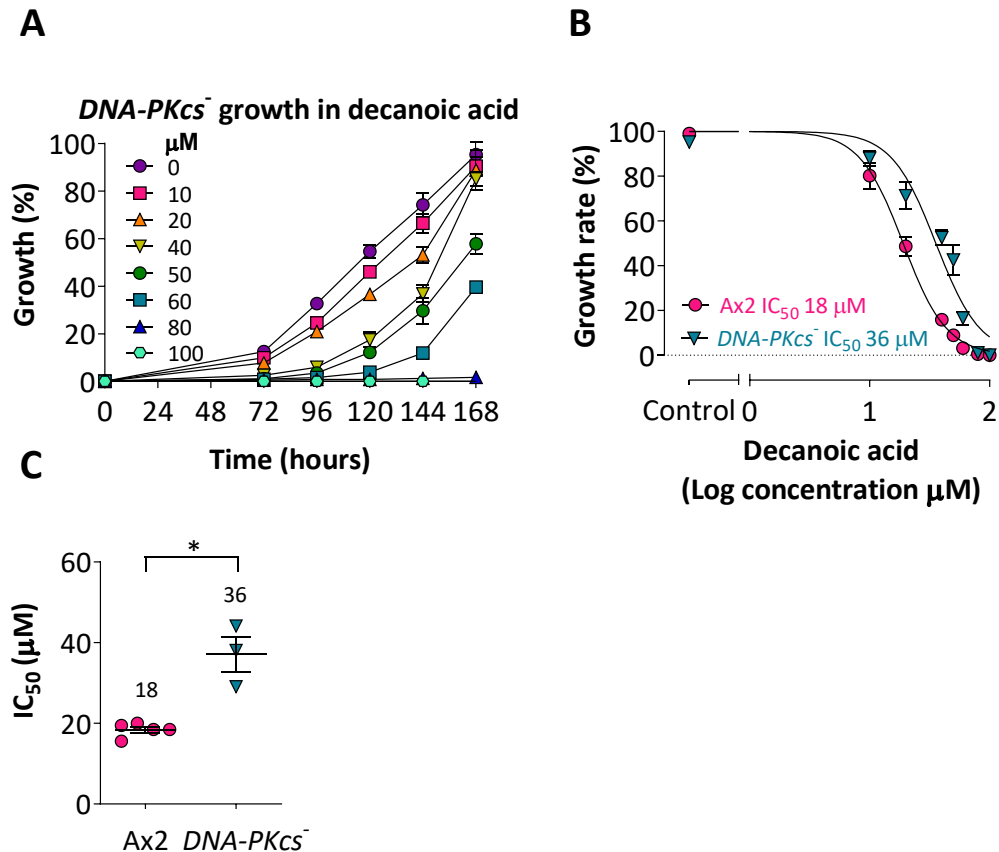 A
DNA-PKcs⁻ growth in decanoic acid
Growth (%)
100
80
60
40
20
0
μM
0
10
20
40
50
60
80
100
0 24 48 72 96 120 144 168
Time (hours)
B
Growth rate (%)
100
80
60
40
20
0
Ax2 IC₅₀ 18 μM
DNA-PKcs⁻ IC₅₀ 36 μM
Control 0 1 2
Decanoic acid
(Log concentration μM)
C
IC₅₀ (μM)
60
40
20
0
*
36
18
Ax2 DNA-PKcs⁻